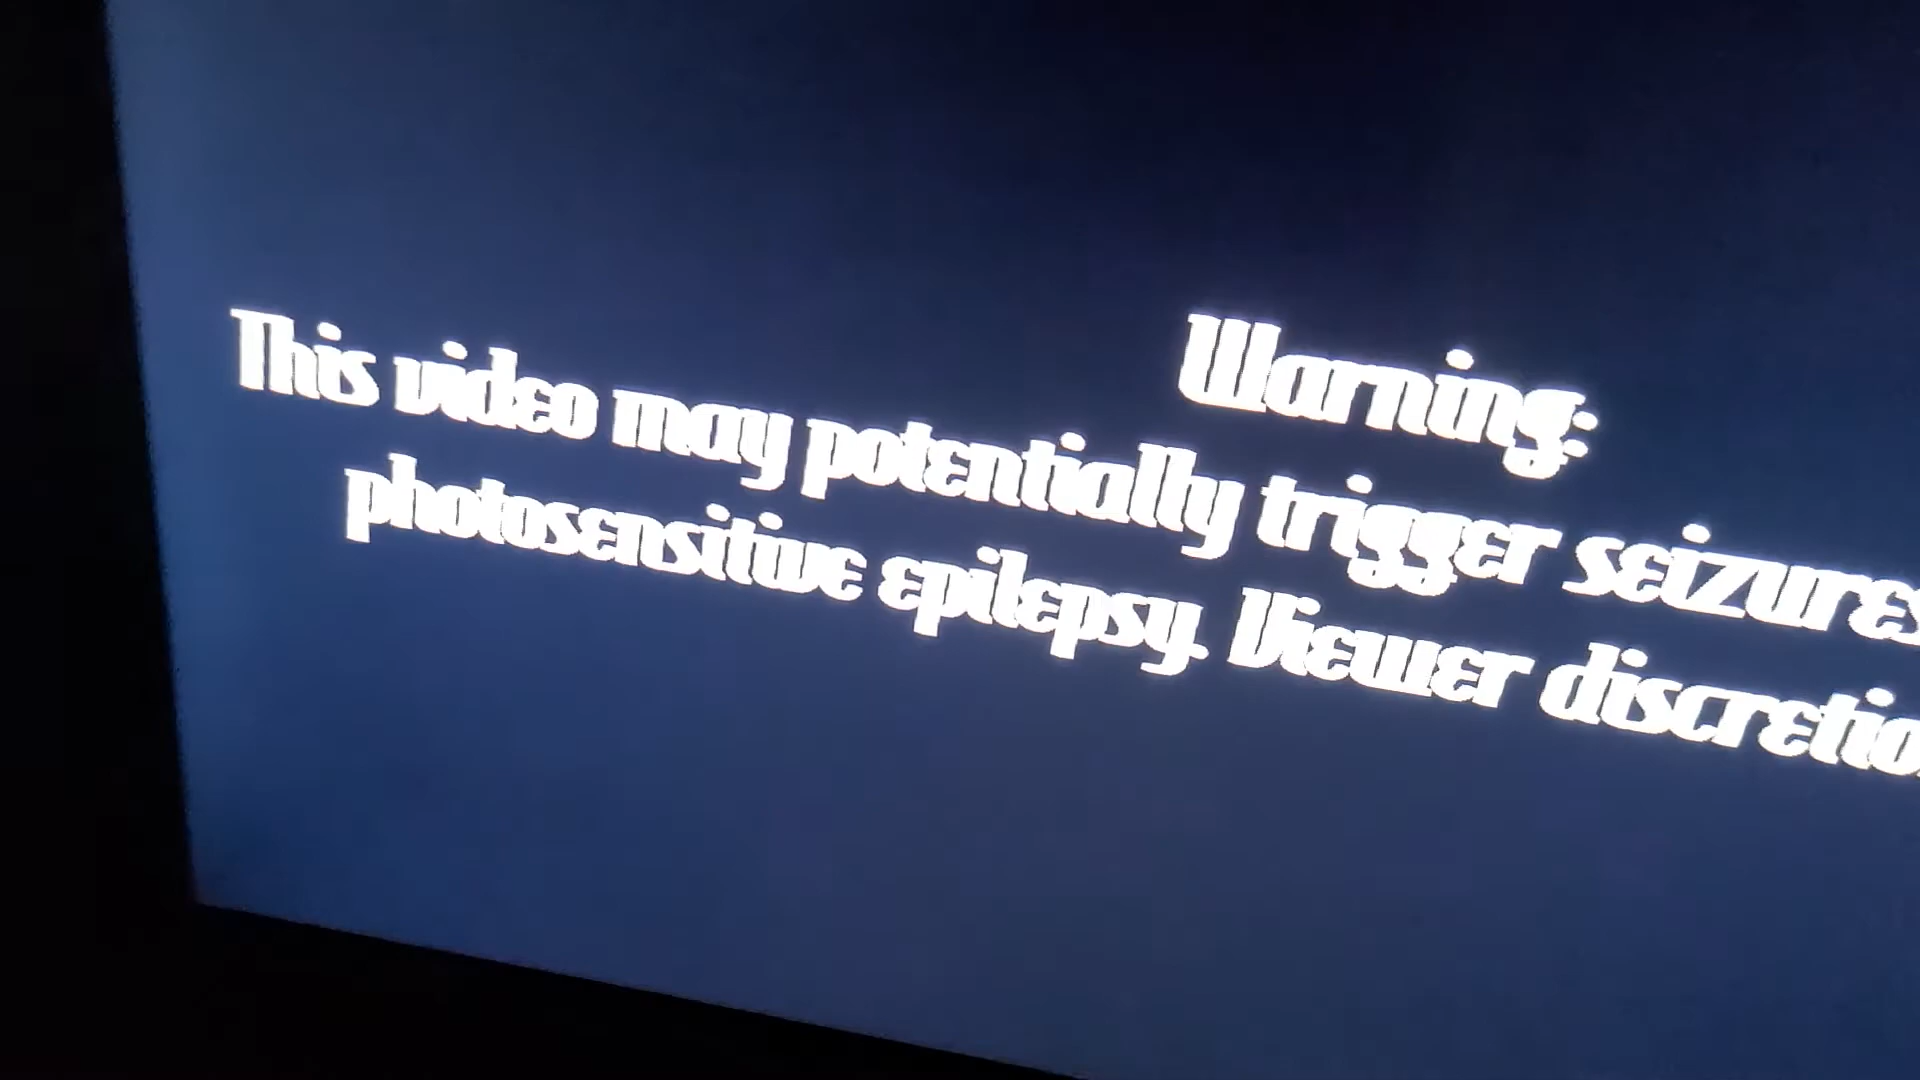 Warning:
This video may potentially trigger seizures
photosensitive epilepsy. Viewer discretio